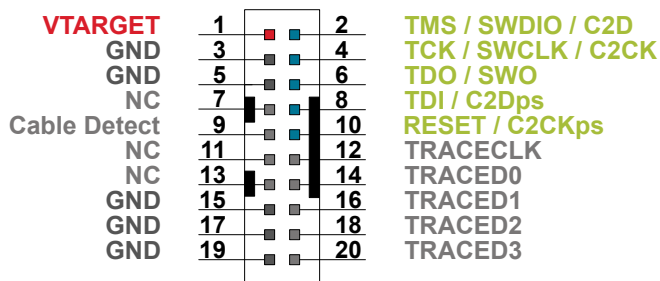 VTARGET 1 2 TMS / SWDIO / C2D
GND 3 4 TCK / SWCLK / C2CK
GND 5 6 TDO / SWO
NC 7 8 TDI / C2Dps
Cable Detect 9 10 RESET / C2CKps
NC 11 12 TRACECLK
NC 13 14 TRACED0
GND 15 16 TRACED1
GND 17 18 TRACED2
GND 19 20 TRACED3